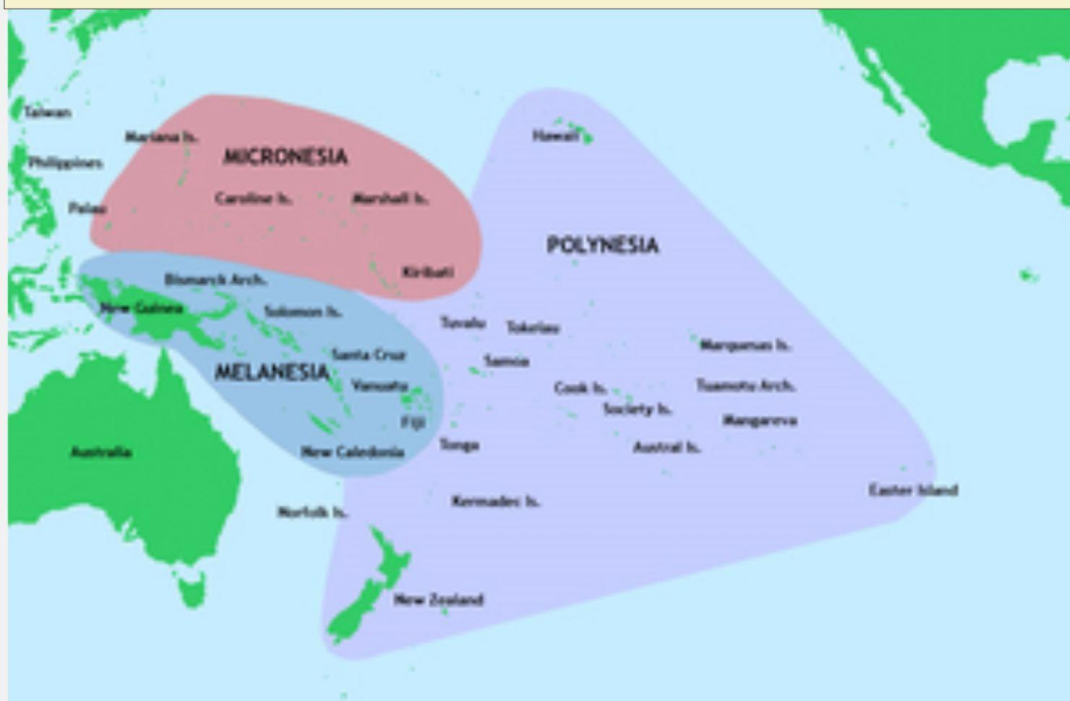 Taiwan
Mariana Is.
Hawaii
MICRONESIA
Philippines
Caroline Is.
Marshall Is.
Palau
POLYNESIA
Kiribati
Bismarck Arch.
New Guinea
Solomon Is.
Tuvalu
Tokelau
Marquesas Is.
Santa Cruz
Samoa
MELANESIA
Vanuatu
Cook Is.
Tuamotu Arch.
Society Is.
Fiji
Mangareva
Tonga
Austral Is.
Australia
New Caledonia
Easter Island
Kermadec Is.
Norfolk Is.
New Zealand